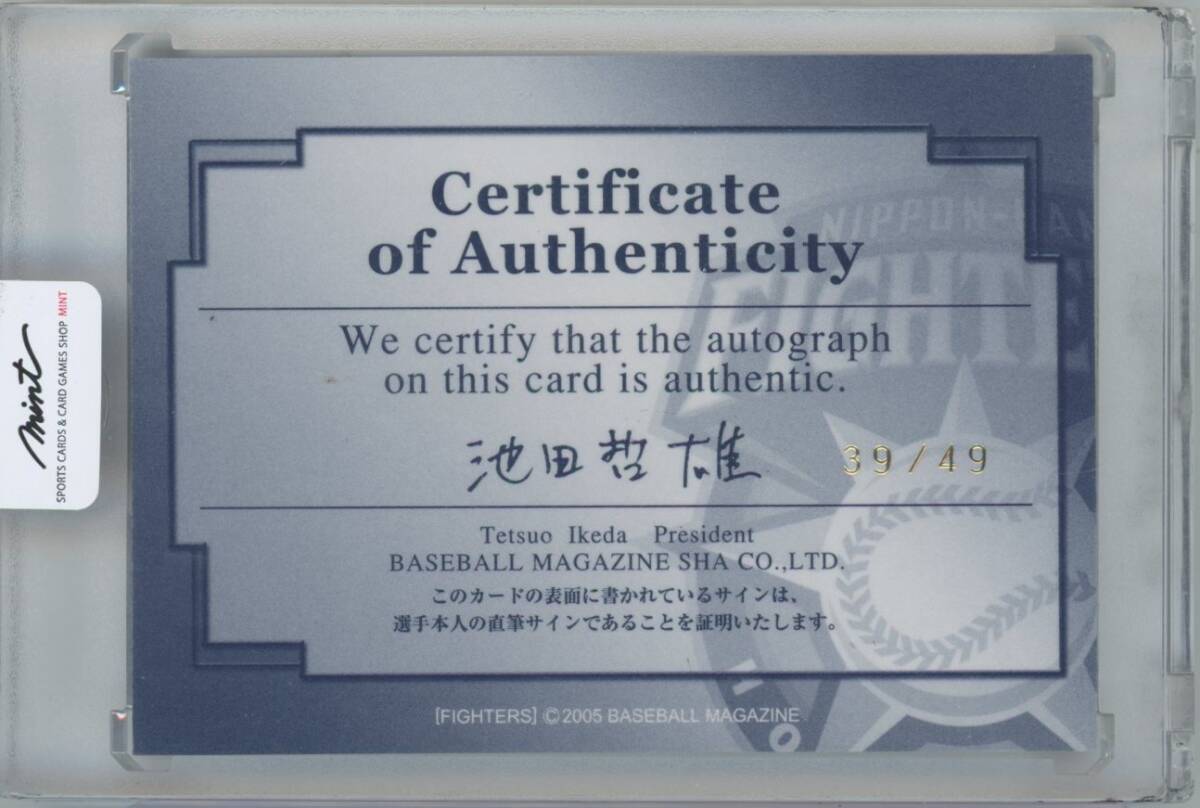 Certificate
of Authenticity
We certify that the autograph
on this card is authentic.
池田哲雄
39/49
Tetsuo Ikeda President
BASEBALL MAGAZINE SHA CO.,LTD.
このカードの表面に書かれているサインは、
選手本人の直筆サインであることを証明いたします。
[FIGHTERS] ©2005 BASEBALL MAGAZINE
mint
SPORTS CARDS & CARD GAMES SHOP MINT
NIPPON-
FIGHTE